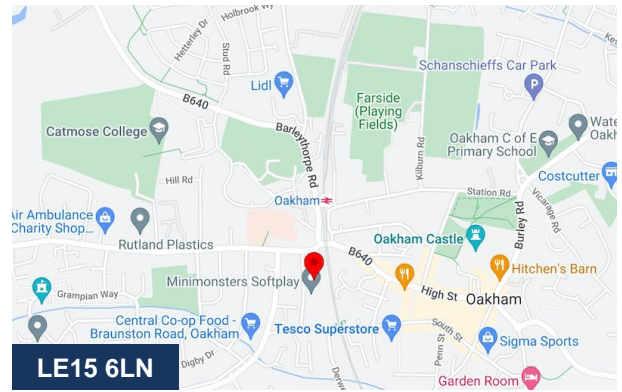 Holbrook Wy
Hetterley Dr
Stud Rd
Lidl
B640
Schanschieffs Car Park
P
Farside
(Playing
Fields)
Catmose College
Barleythorpe Rd
Kilburn Rd
Oakham C of E
Primary School
Hill Rd
Oakham
Station Rd
Costcutter
Vicarage Rd
Burley Rd
Air Ambulance
Charity Shop...
Rutland Plastics
Oakham Castle
B640
Hitchen's Barn
Minimonsters Softplay
Grampian Way
High St
Oakham
Central Co-op Food -
Braunston Road, Oakham
Tesco Superstore
South St
Penn St
Sigma Sports
Digby Dr
LE15 6LN
Garden Room